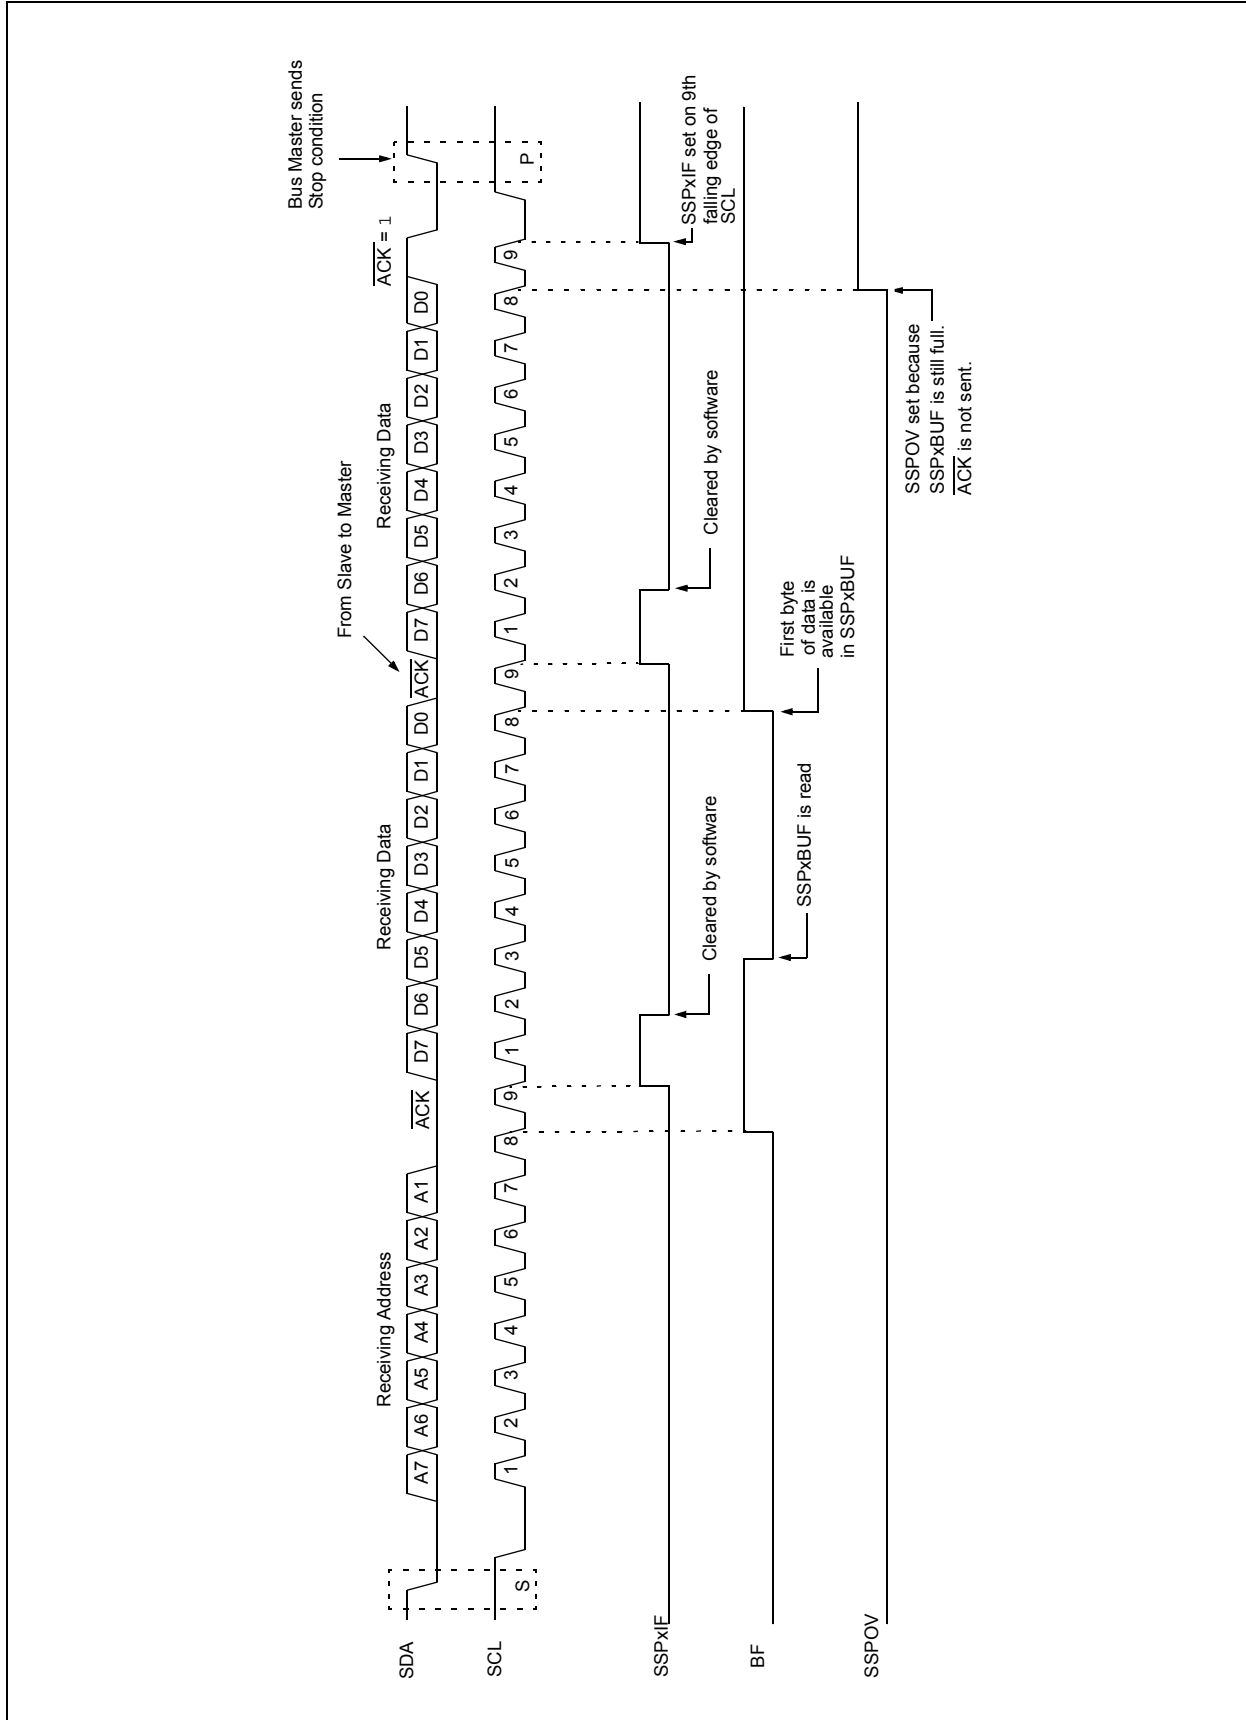 Bus Master sends
Stop condition
From Slave to Master
Receiving Address
Receiving Data
Receiving Data
ACK = 1
SDA
A7 A6 A5 A4 A3 A2 A1 ACK D7 D6 D5 D4 D3 D2 D1 D0 ACK D7 D6 D5 D4 D3 D2 D1 D0
SCL
S 1 2 3 4 5 6 7 8 9 1 2 3 4 5 6 7 8 9 1 2 3 4 5 6 7 8 9 P
SSPxIF
Cleared by software
Cleared by software
SSPxIF set on 9th
falling edge of
SCL
BF
SSPxBUF is read
First byte
of data is
available
in SSPxBUF
SSPOV
SSPOV set because
SSPxBUF is still full.
ACK is not sent.